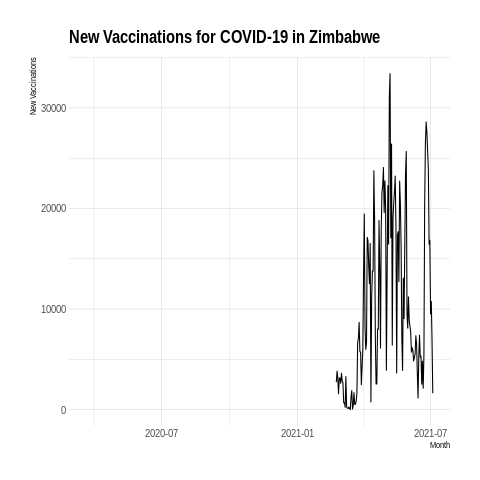 New Vaccinations for COVID-19 in Zimbabwe
New Vaccinations
30000
20000
10000
0
2020-07
2021-01
2021-07
Month